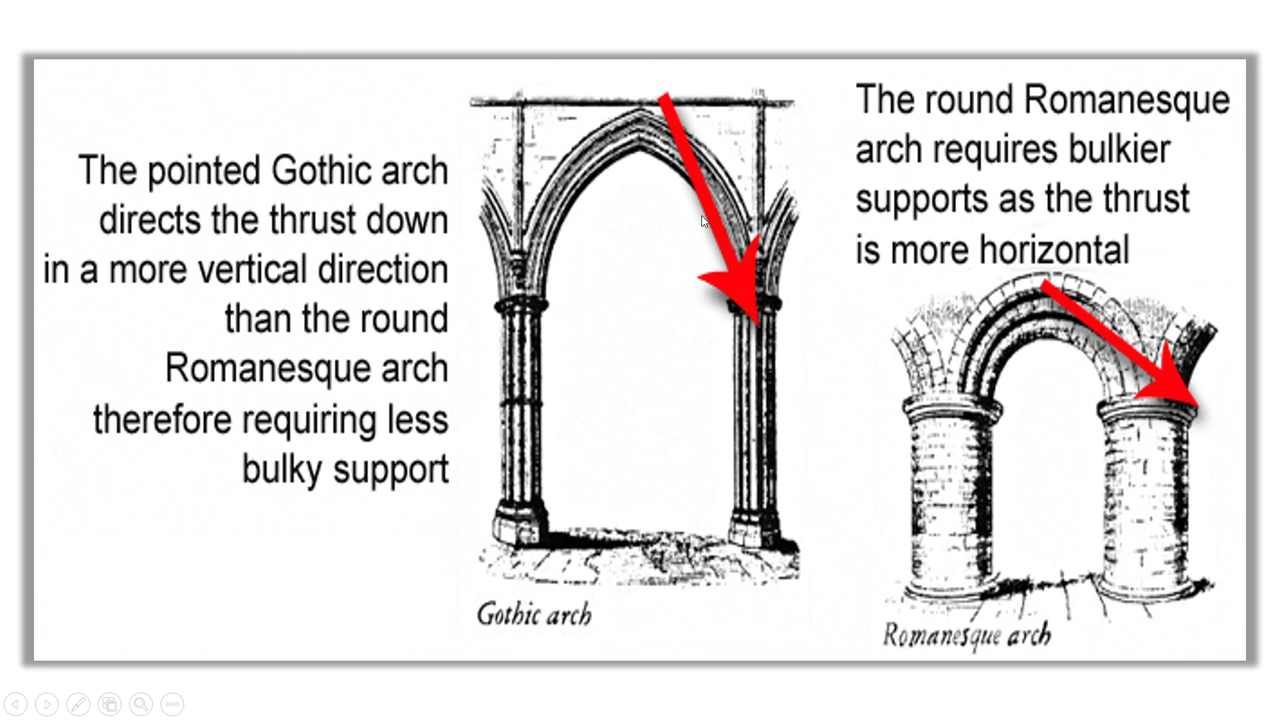 The pointed Gothic arch
directs the thrust down
in a more vertical direction
than the round
Romanesque arch
therefore requiring less
bulky support
Gothic arch
The round Romanesque
arch requires bulkier
supports as the thrust
is more horizontal
Romanesque arch